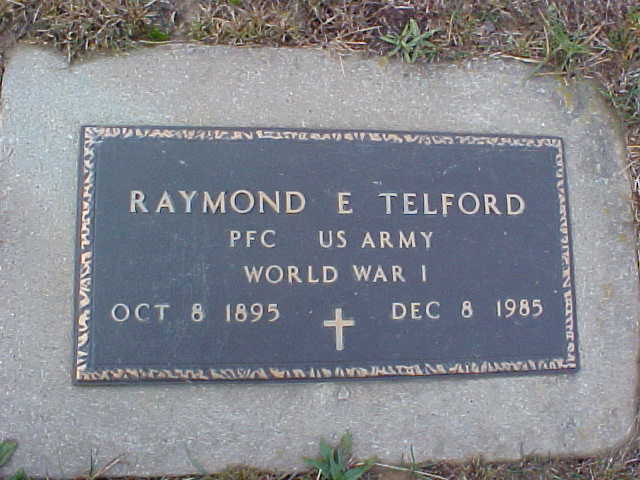 RAYMOND E TELFORD
PFC US ARMY
WORLD WAR I
OCT 8 1895 DEC 8 1985